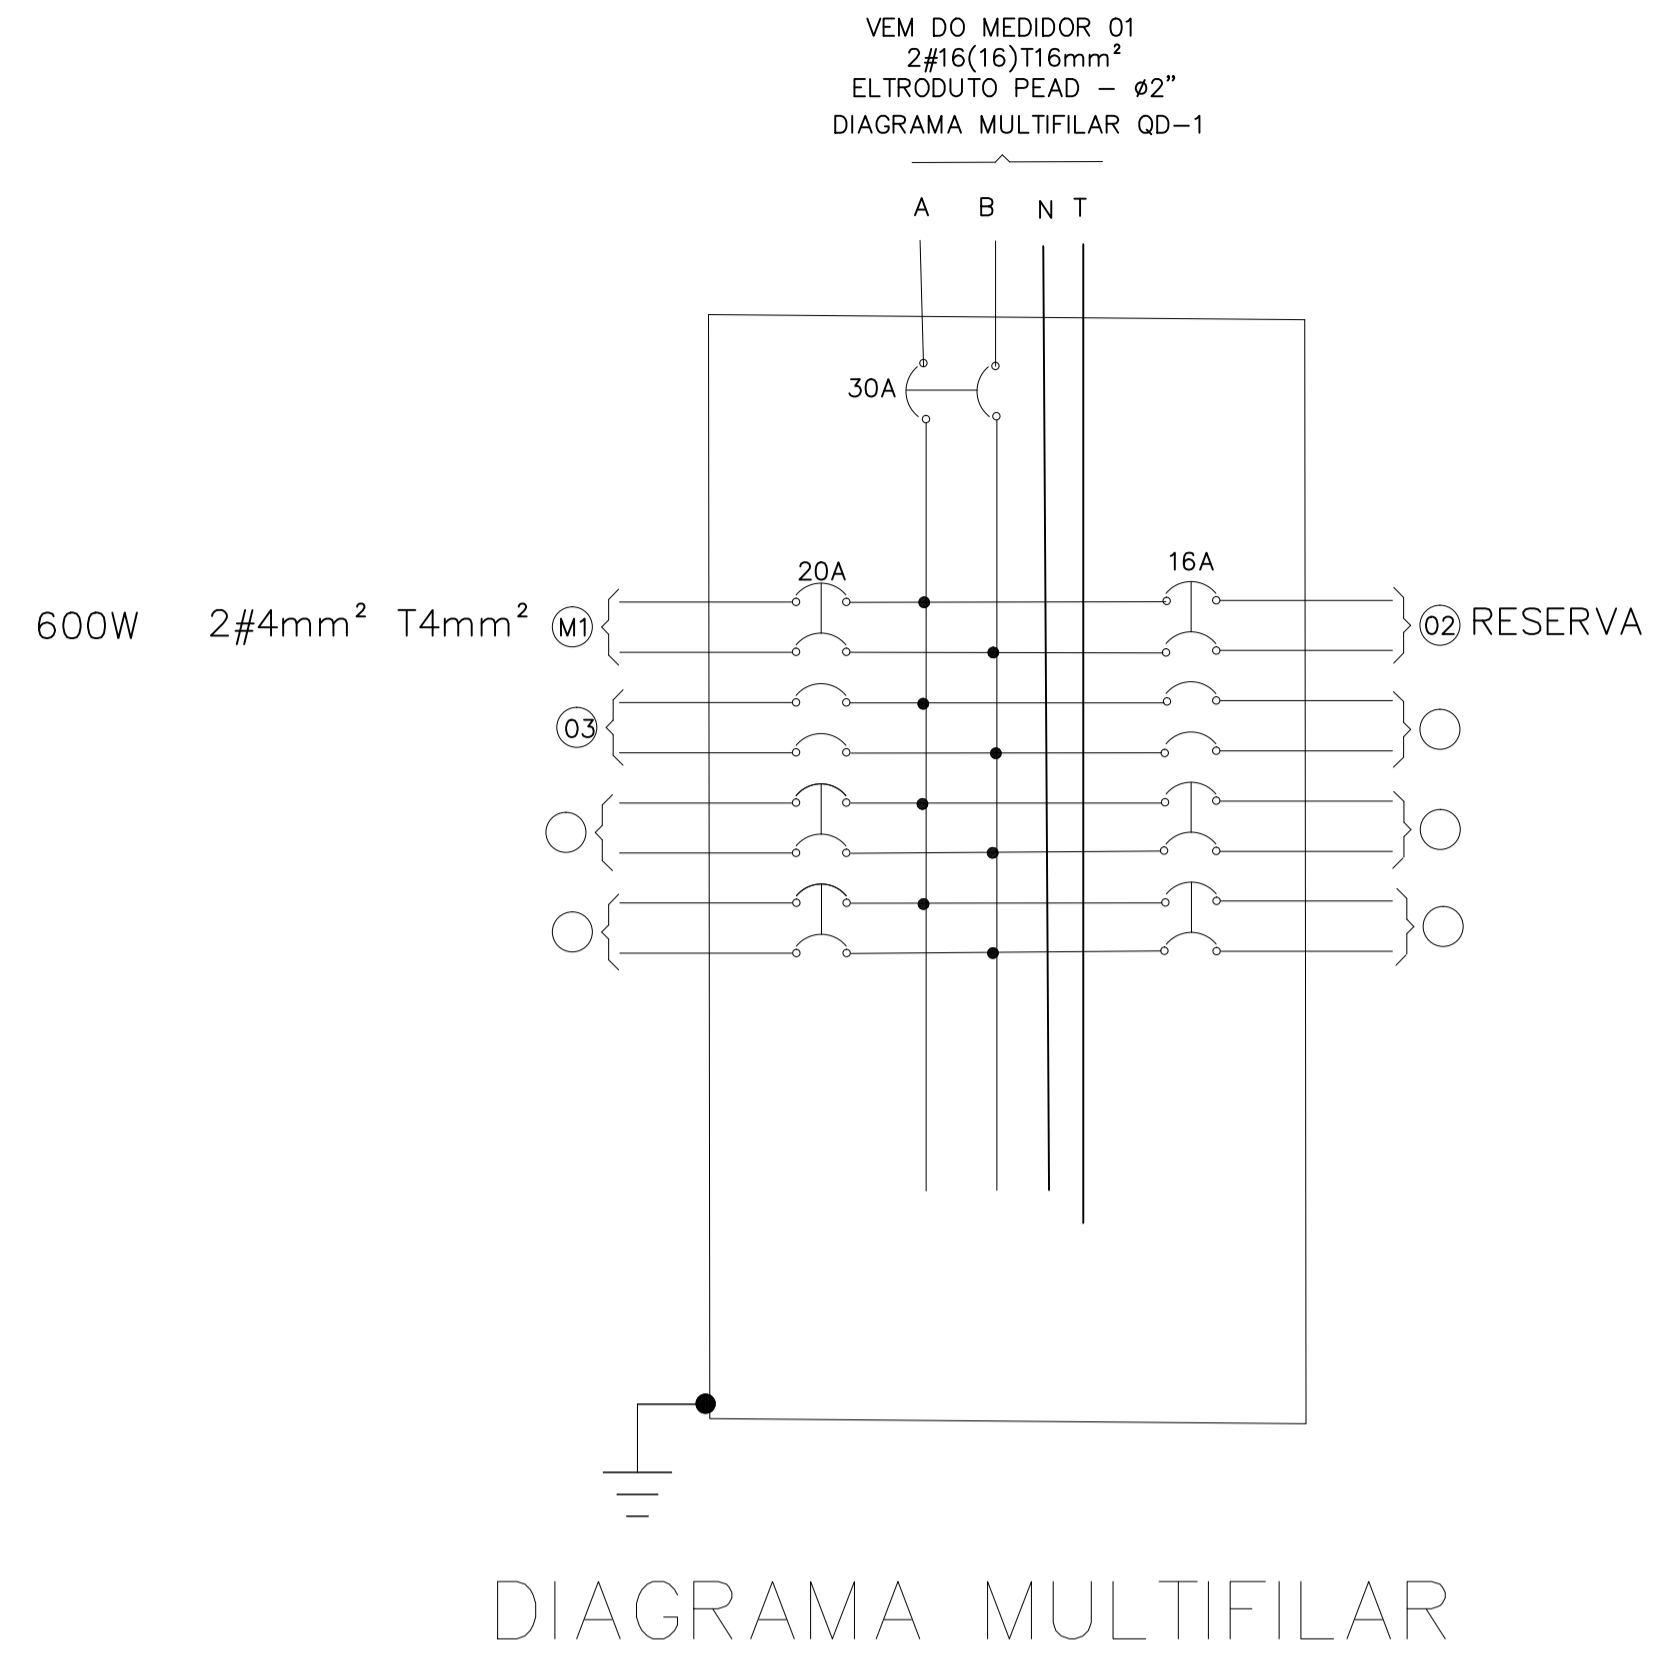 VEM DO MEDIDOR 01
2#16(16)T16mm²
ELTRODUTO PEAD - ø2"
DIAGRAMA MULTIFILAR QD-1
A B N T
30A
20A 16A
600W 2#4mm² T4mm² M1 02 RESERVA
03
DIAGRAMA MULTIFILAR